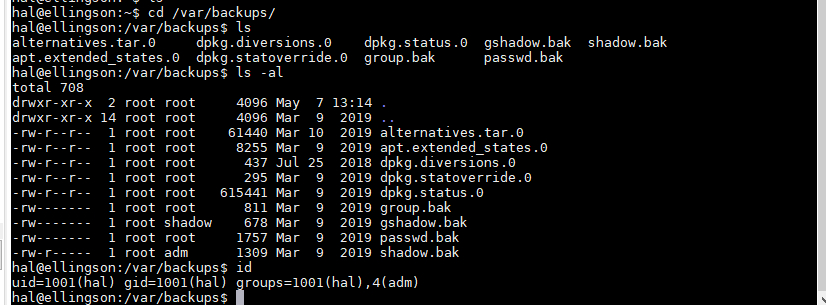 hal@ellingson:~$ cd /var/backups/
hal@ellingson:/var/backups$ ls
alternatives.tar.0    dpkg.diversions.0    dpkg.status.0  gshadow.bak  shadow.bak
apt.extended_states.0  dpkg.statoverride.0  group.bak      passwd.bak
hal@ellingson:/var/backups$ ls -al
total 708
drwxr-xr-x  2 root root     4096 May  7 13:14 .
drwxr-xr-x 14 root root     4096 Mar  9  2019 ..
-rw-r--r--  1 root root    61440 Mar 10  2019 alternatives.tar.0
-rw-r--r--  1 root root     8255 Mar  9  2019 apt.extended_states.0
-rw-r--r--  1 root root      437 Jul 25  2018 dpkg.diversions.0
-rw-r--r--  1 root root      295 Mar  9  2019 dpkg.statoverride.0
-rw-r--r--  1 root root   615441 Mar  9  2019 dpkg.status.0
-rw-------  1 root root      811 Mar  9  2019 group.bak
-rw-------  1 root shadow    678 Mar  9  2019 gshadow.bak
-rw-------  1 root root     1757 Mar  9  2019 passwd.bak
-rw-r-----  1 root adm      1309 Mar  9  2019 shadow.bak
hal@ellingson:/var/backups$ id
uid=1001(hal) gid=1001(hal) groups=1001(hal),4(adm)
hal@ellingson:/var/backups$